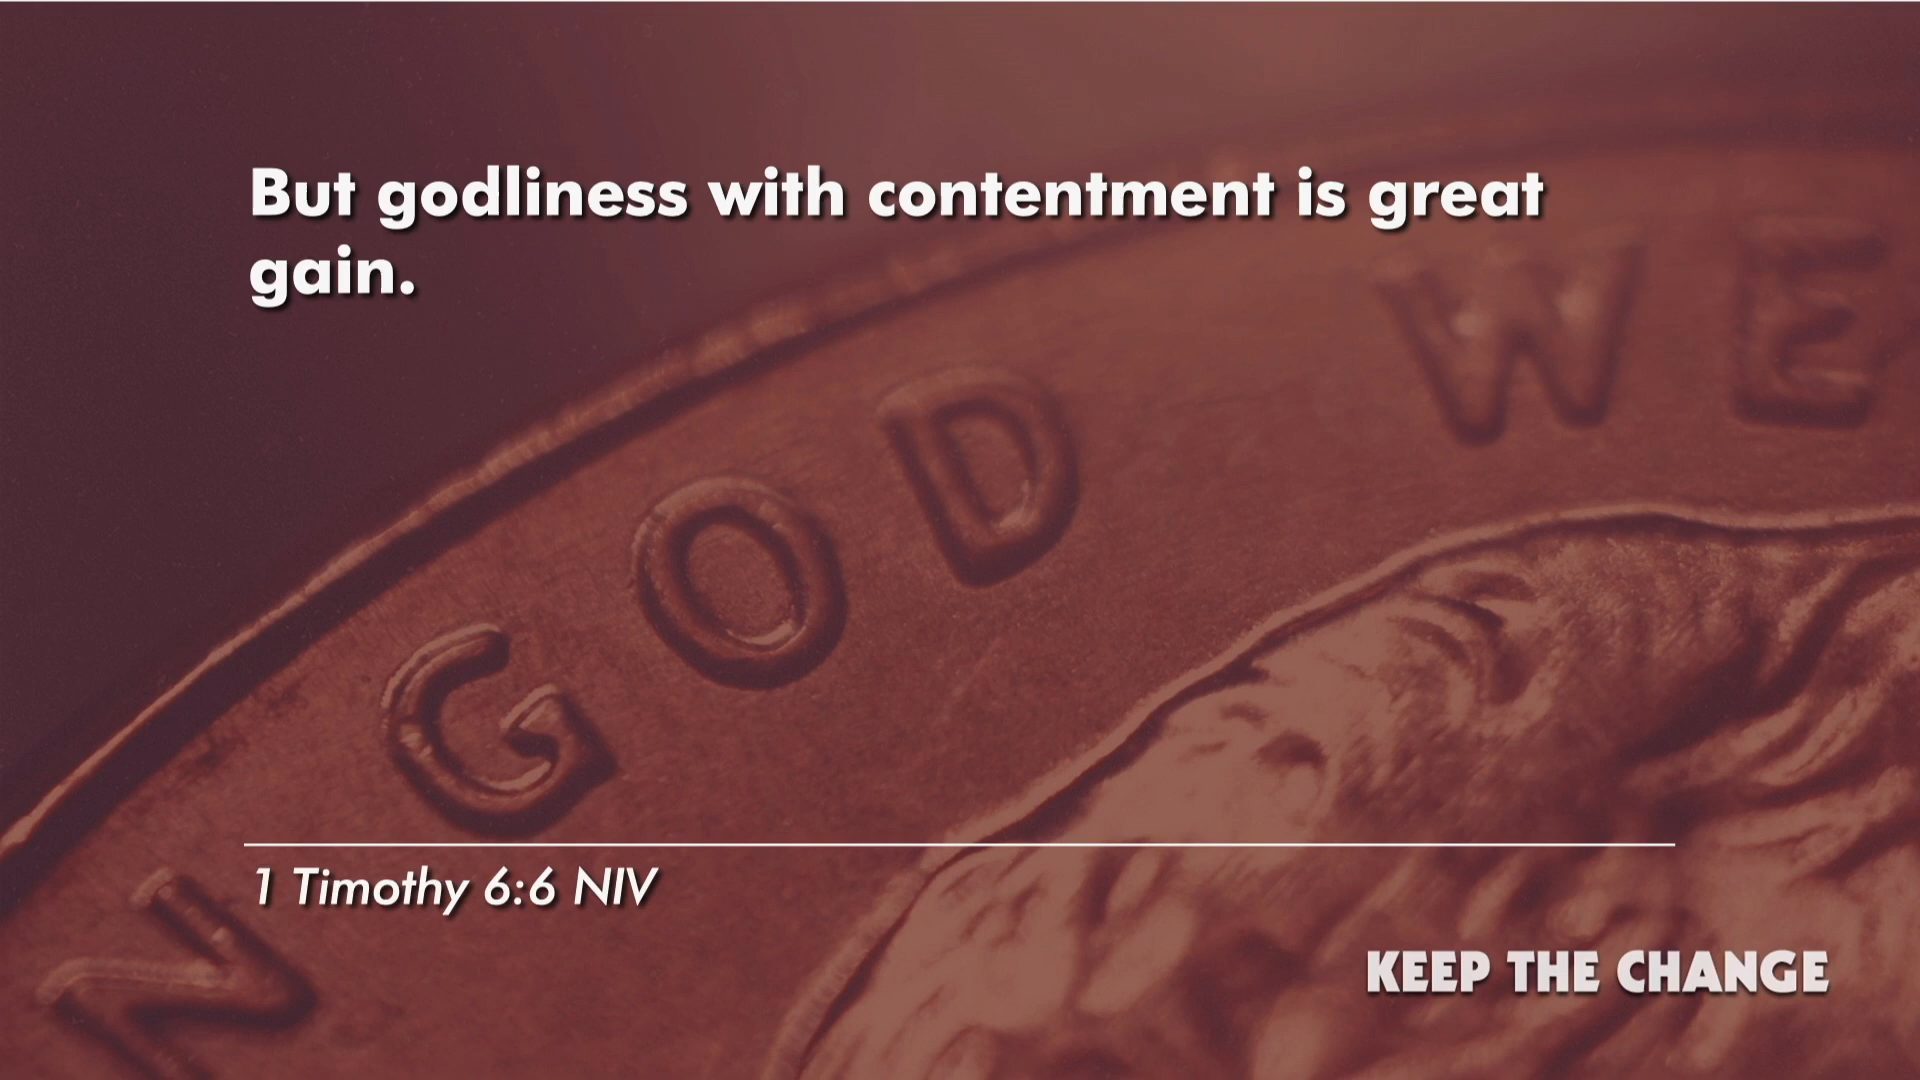 But godliness with contentment is great
gain.
N GOD WE
1 Timothy 6:6 NIV
KEEP THE CHANGE